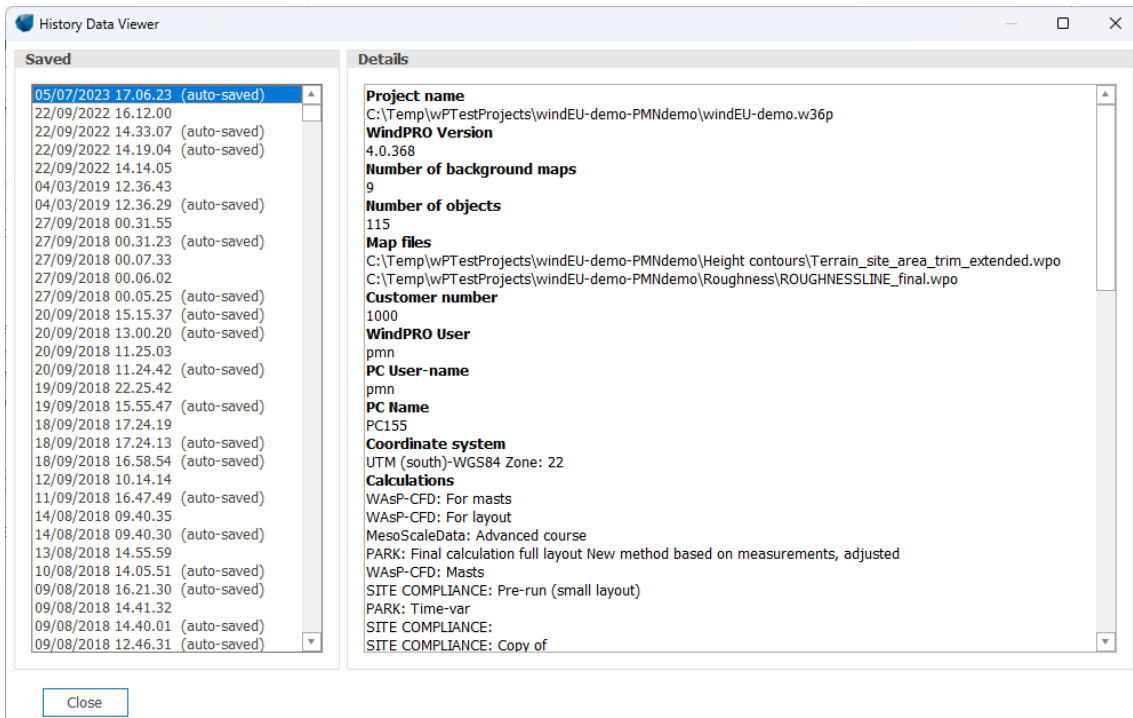 History Data Viewer
Saved
05/07/2023 17.06.23 (auto-saved)
22/09/2022 16.12.00
22/09/2022 14.33.07 (auto-saved)
22/09/2022 14.19.04 (auto-saved)
22/09/2022 14.14.05
04/03/2019 12.36.43
04/03/2019 12.36.29 (auto-saved)
27/09/2018 00.31.55
27/09/2018 00.31.23 (auto-saved)
27/09/2018 00.07.33
27/09/2018 00.06.02
27/09/2018 00.05.25 (auto-saved)
20/09/2018 15.15.37 (auto-saved)
20/09/2018 13.00.20 (auto-saved)
20/09/2018 11.25.03
20/09/2018 11.24.42 (auto-saved)
19/09/2018 22.25.42
19/09/2018 15.55.47 (auto-saved)
18/09/2018 17.24.19
18/09/2018 17.24.13 (auto-saved)
18/09/2018 16.58.54 (auto-saved)
12/09/2018 10.14.14
11/09/2018 16.47.49 (auto-saved)
14/08/2018 09.40.35
14/08/2018 09.40.30 (auto-saved)
13/08/2018 14.55.59
10/08/2018 14.05.51 (auto-saved)
09/08/2018 16.21.30 (auto-saved)
09/08/2018 14.41.32
09/08/2018 14.40.01 (auto-saved)
09/08/2018 12.46.31 (auto-saved)
Details
Project name
C:\Temp\wPTestProjects\windEU-demo-PMNdemo\windEU-demo.w36p
WindPRO Version
4.0.368
Number of background maps
9
Number of objects
115
Map files
C:\Temp\wPTestProjects\windEU-demo-PMNdemo\Height contours\Terrain_site_area_trim_extended.wpo
C:\Temp\wPTestProjects\windEU-demo-PMNdemo\Roughness\ROUGHNESSLINE_final.wpo
Customer number
1000
WindPRO User
pmn
PC User-name
pmn
PC Name
PC155
Coordinate system
UTM (south)-WGS84 Zone: 22
Calculations
WAsP-CFD: For masts
WAsP-CFD: For layout
MesoScaleData: Advanced course
PARK: Final calculation full layout New method based on measurements, adjusted
WAsP-CFD: Masts
SITE COMPLIANCE: Pre-run (small layout)
PARK: Time-var
SITE COMPLIANCE:
SITE COMPLIANCE: Copy of
Close